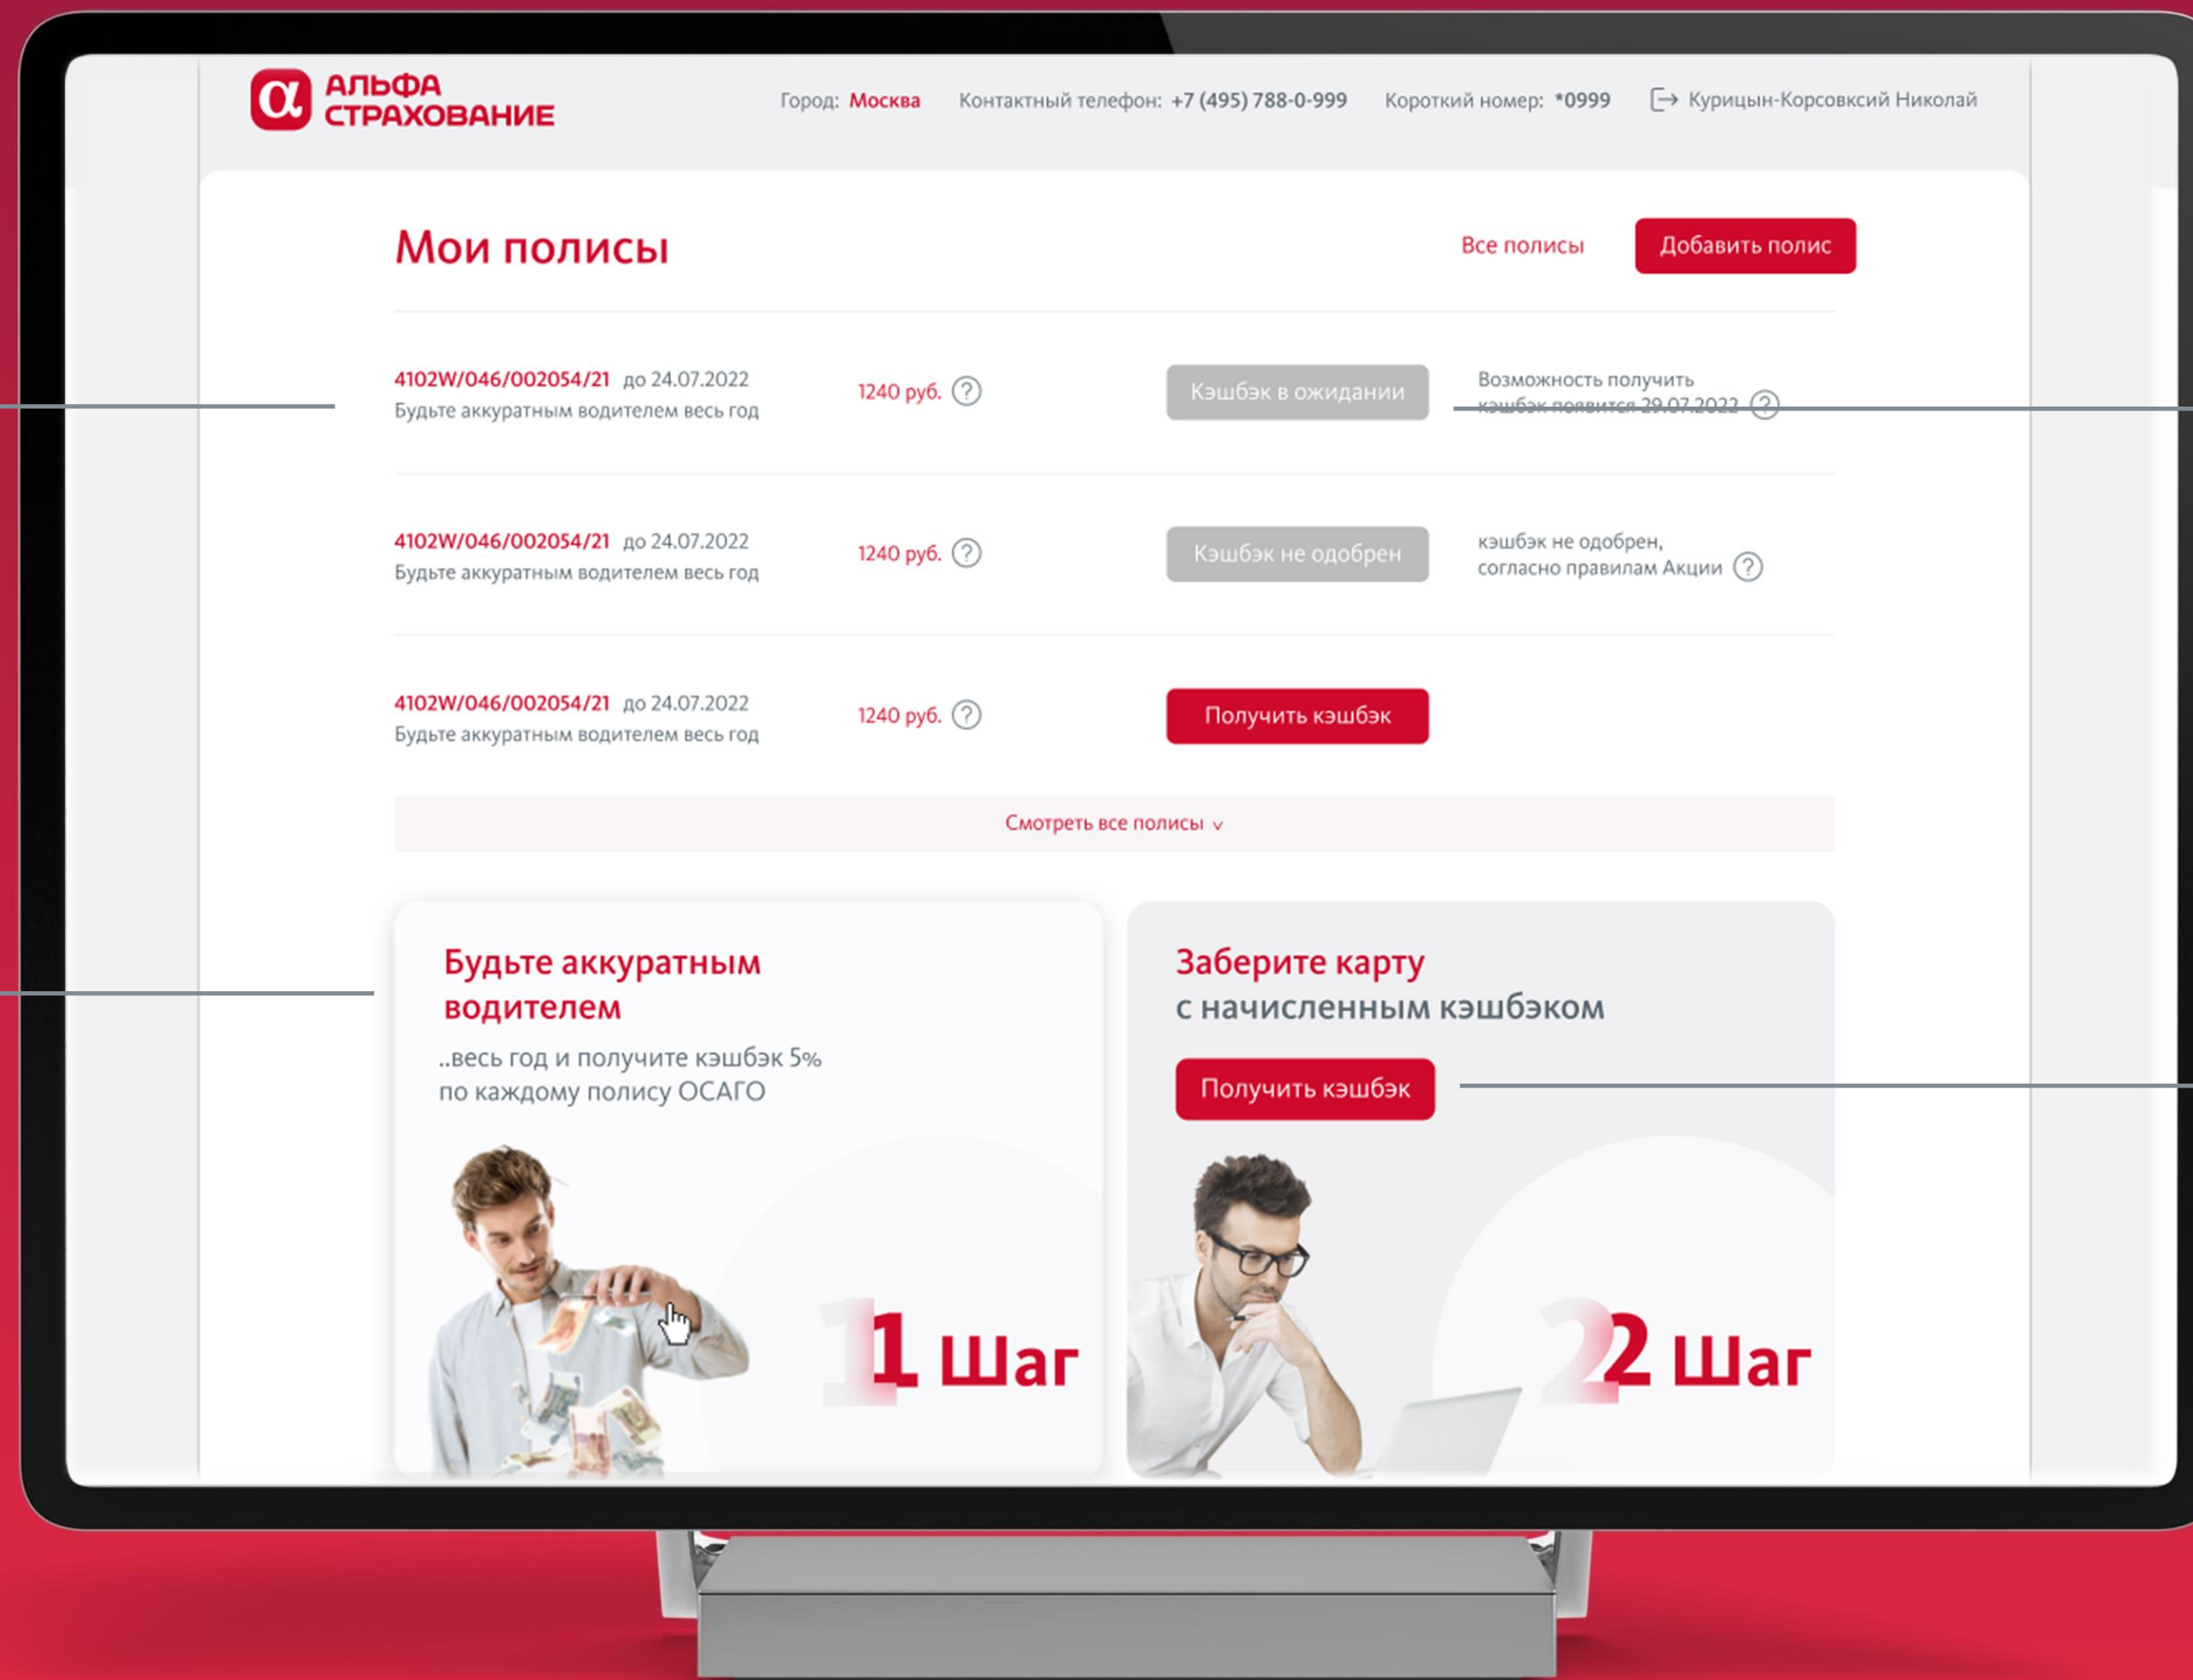 АЛЬФА
СТРАХОВАНИЕ
Город: Москва Контактный телефон: +7 (495) 788-0-999 Короткий номер: *0999 Курицын-Корсовксий Николай
Мои полисы
Все полисы
Добавить полис
4102W/046/002054/21 до 24.07.2022
Будьте аккуратным водителем весь год
1240 руб. ?
Кэшбэк в ожидании
Возможность получить
кэшбэк появится 29.07.2022 ?
4102W/046/002054/21 до 24.07.2022
Будьте аккуратным водителем весь год
1240 руб. ?
Кэшбэк не одобрен
кэшбэк не одобрен,
согласно правилам Акции ?
4102W/046/002054/21 до 24.07.2022
Будьте аккуратным водителем весь год
1240 руб. ?
Получить кэшбэк
Смотреть все полисы v
Будьте аккуратным
водителем
..весь год и получите кэшбэк 5%
по каждому полису ОСАГО
1 Шаг
Заберите карту
с начисленным кэшбэком
Получить кэшбэк
2 Шаг